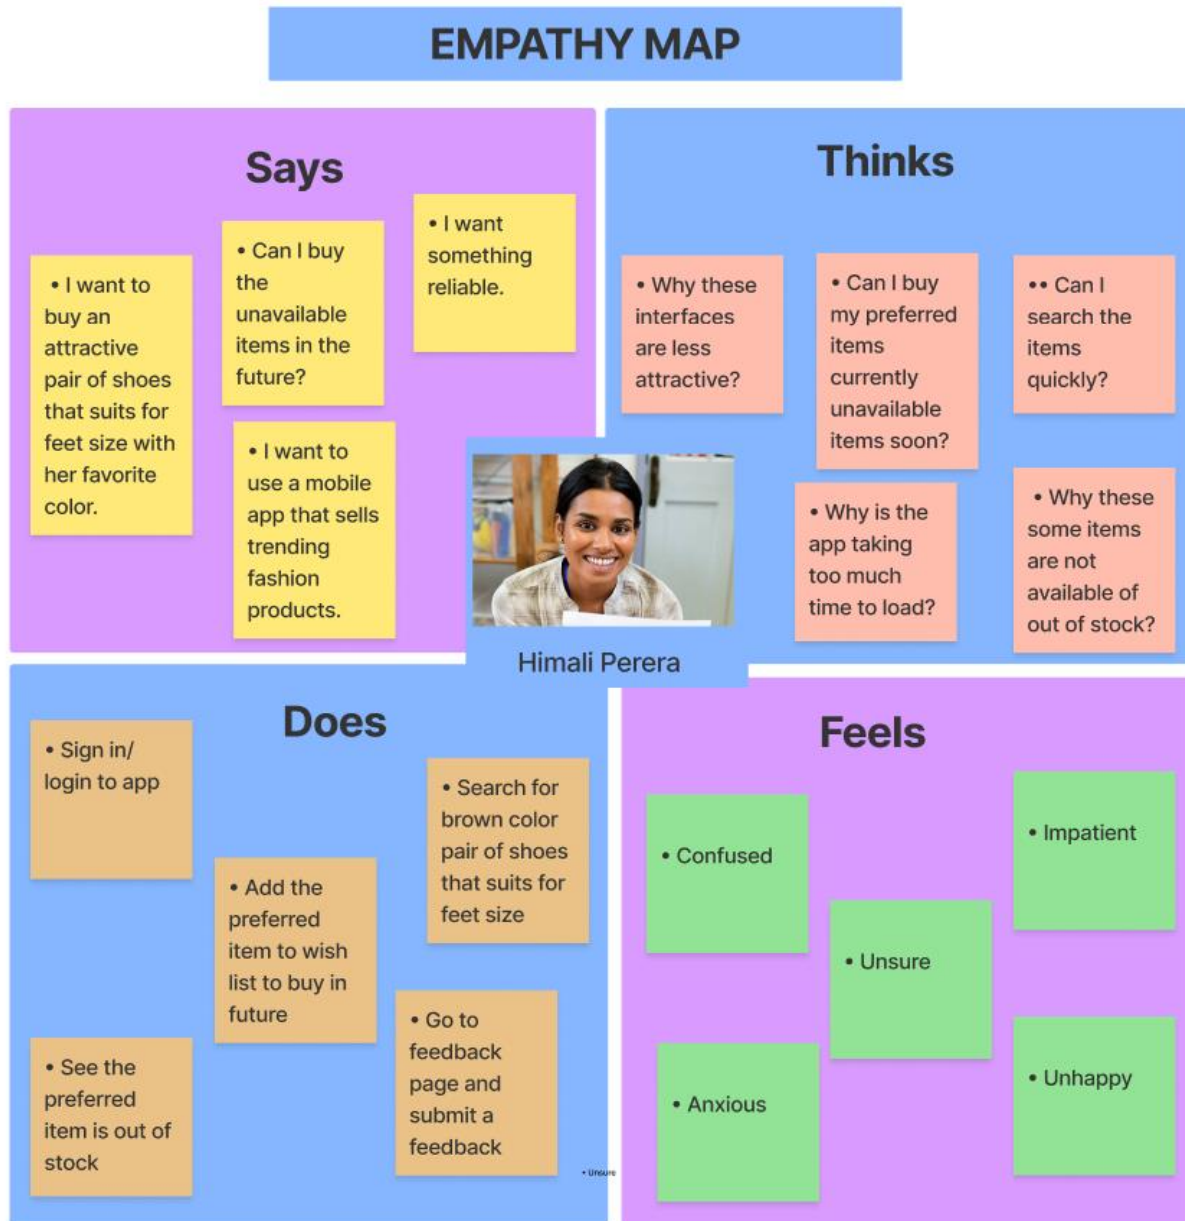 EMPATHY MAP
Says
• I want to
buy an
attractive
pair of shoes
that suits for
feet size with
her favorite
color.
• Can I buy
the
unavailable
items in the
future?
• I want
something
reliable.
• I want to
use a mobile
app that sells
trending
fashion
products.
Thinks
• Why these
interfaces
are less
attractive?
• Can I buy
my preferred
items
currently
unavailable
items soon?
•• Can I
search the
items
quickly?
• Why is the
app taking
too much
time to load?
• Why these
some items
are not
available of
out of stock?
Himali Perera
Does
• Sign in/
login to app
• Search for
brown color
pair of shoes
that suits for
feet size
• Add the
preferred
item to wish
list to buy in
future
• Go to
feedback
page and
submit a
feedback
• See the
preferred
item is out of
stock
• Unsure
Feels
• Confused
• Impatient
• Unsure
• Anxious
• Unhappy